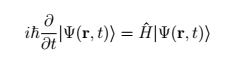 iħ ∂/∂t |Ψ(𝐫, t)⟩ = Ĥ|Ψ(𝐫, t)⟩